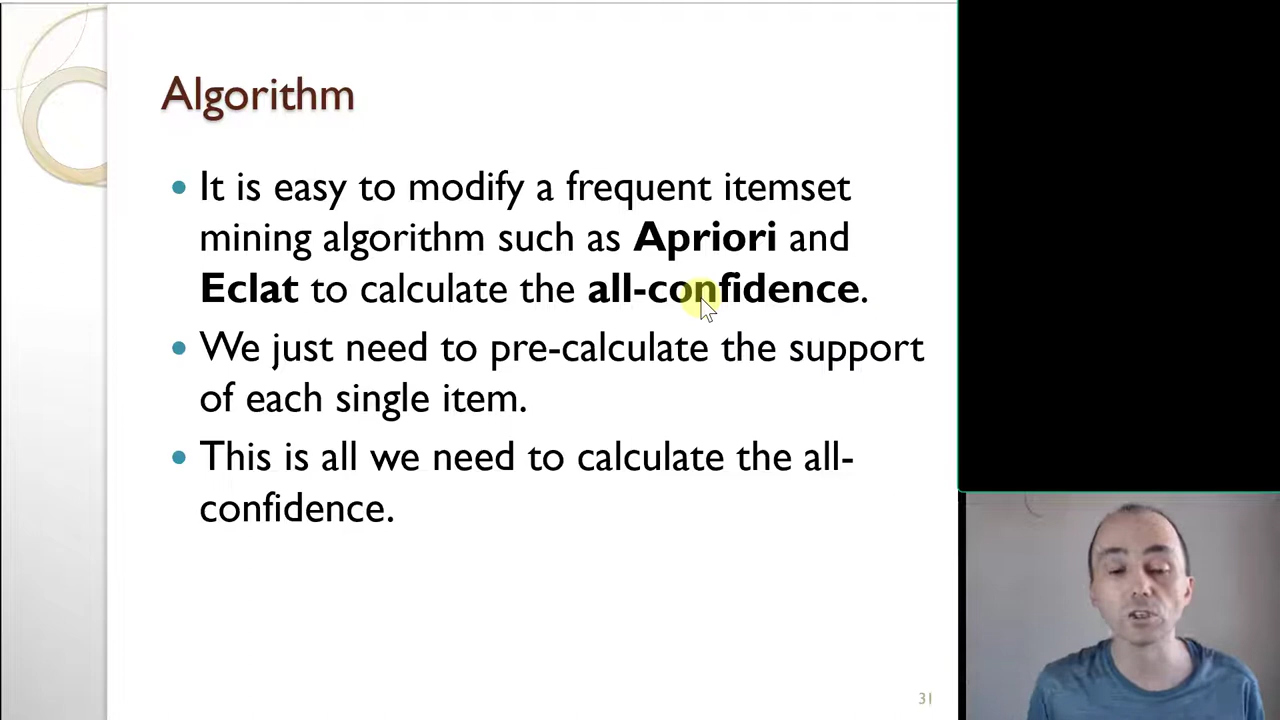 Algorithm
• It is easy to modify a frequent itemset
mining algorithm such as Apriori and
Eclat to calculate the all-confidence.
• We just need to pre-calculate the support
of each single item.
• This is all we need to calculate the all-
confidence.
31